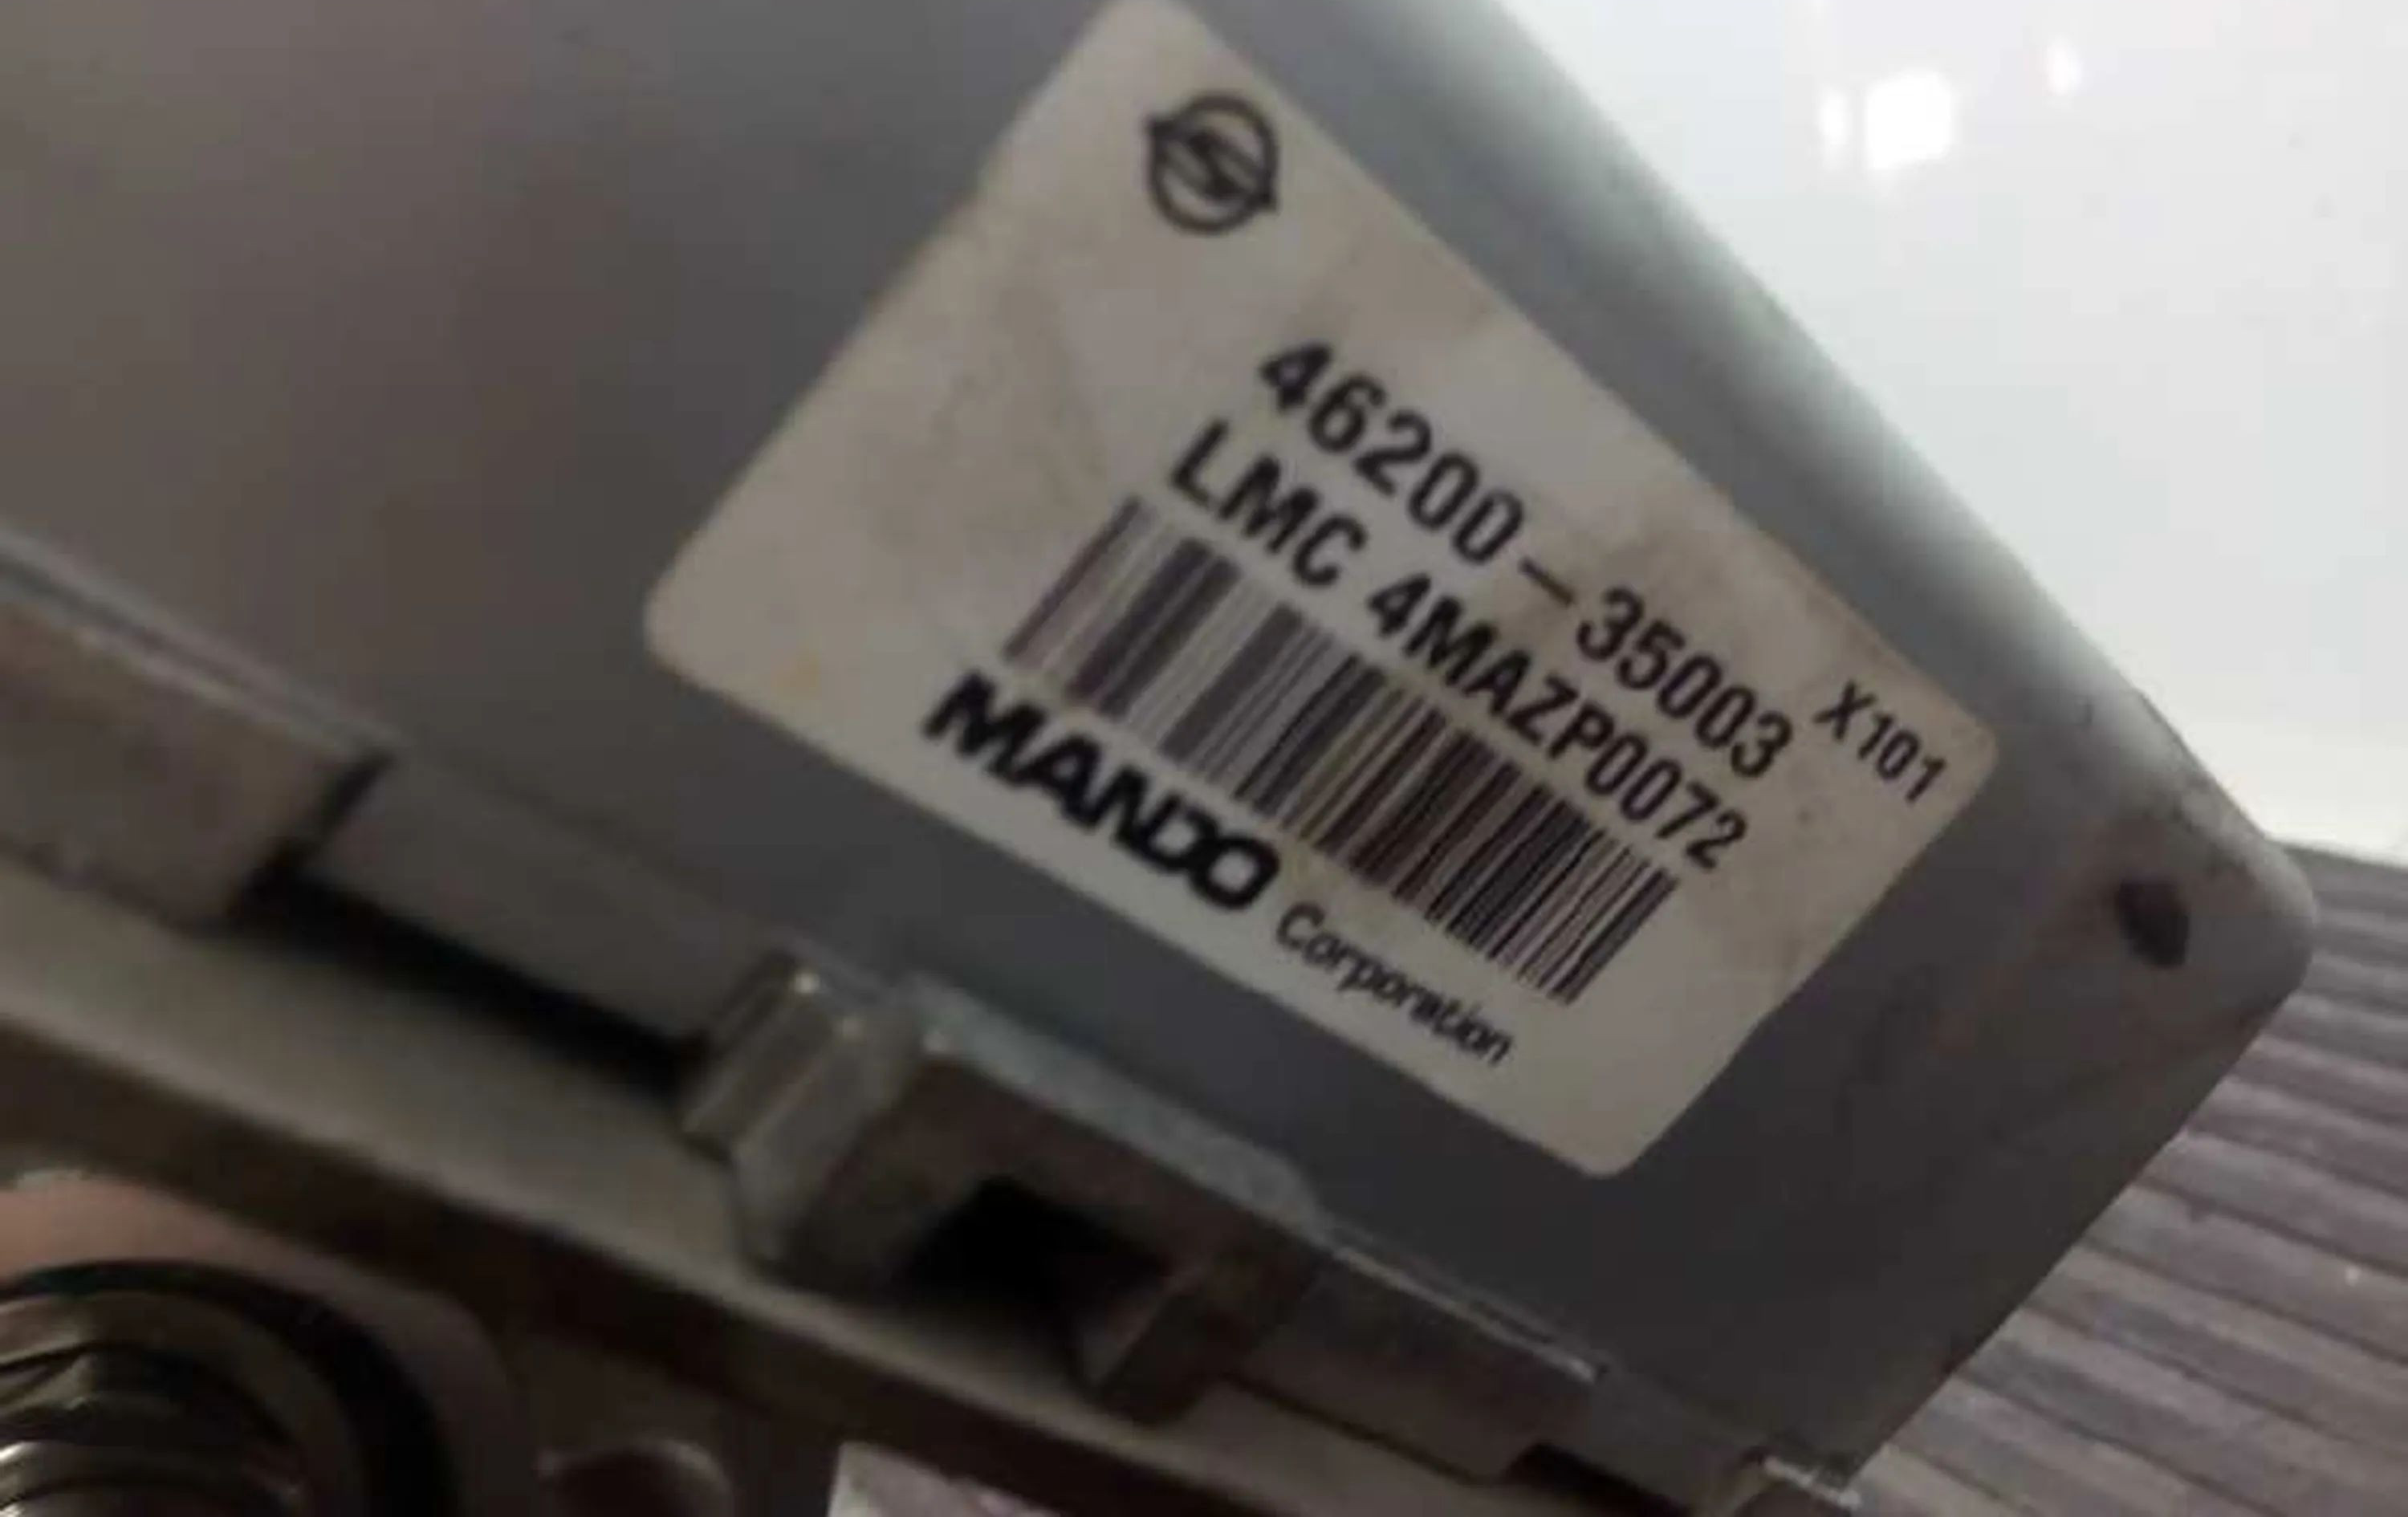 46200-35003 X101
LMC 4MAZP0072
MANDO Corporation